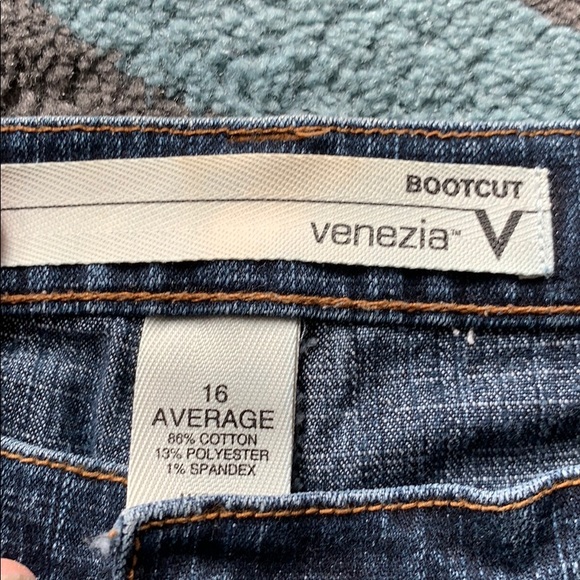 BOOTCUT
venezia™ V
16
AVERAGE
86% COTTON
13% POLYESTER
1% SPANDEX